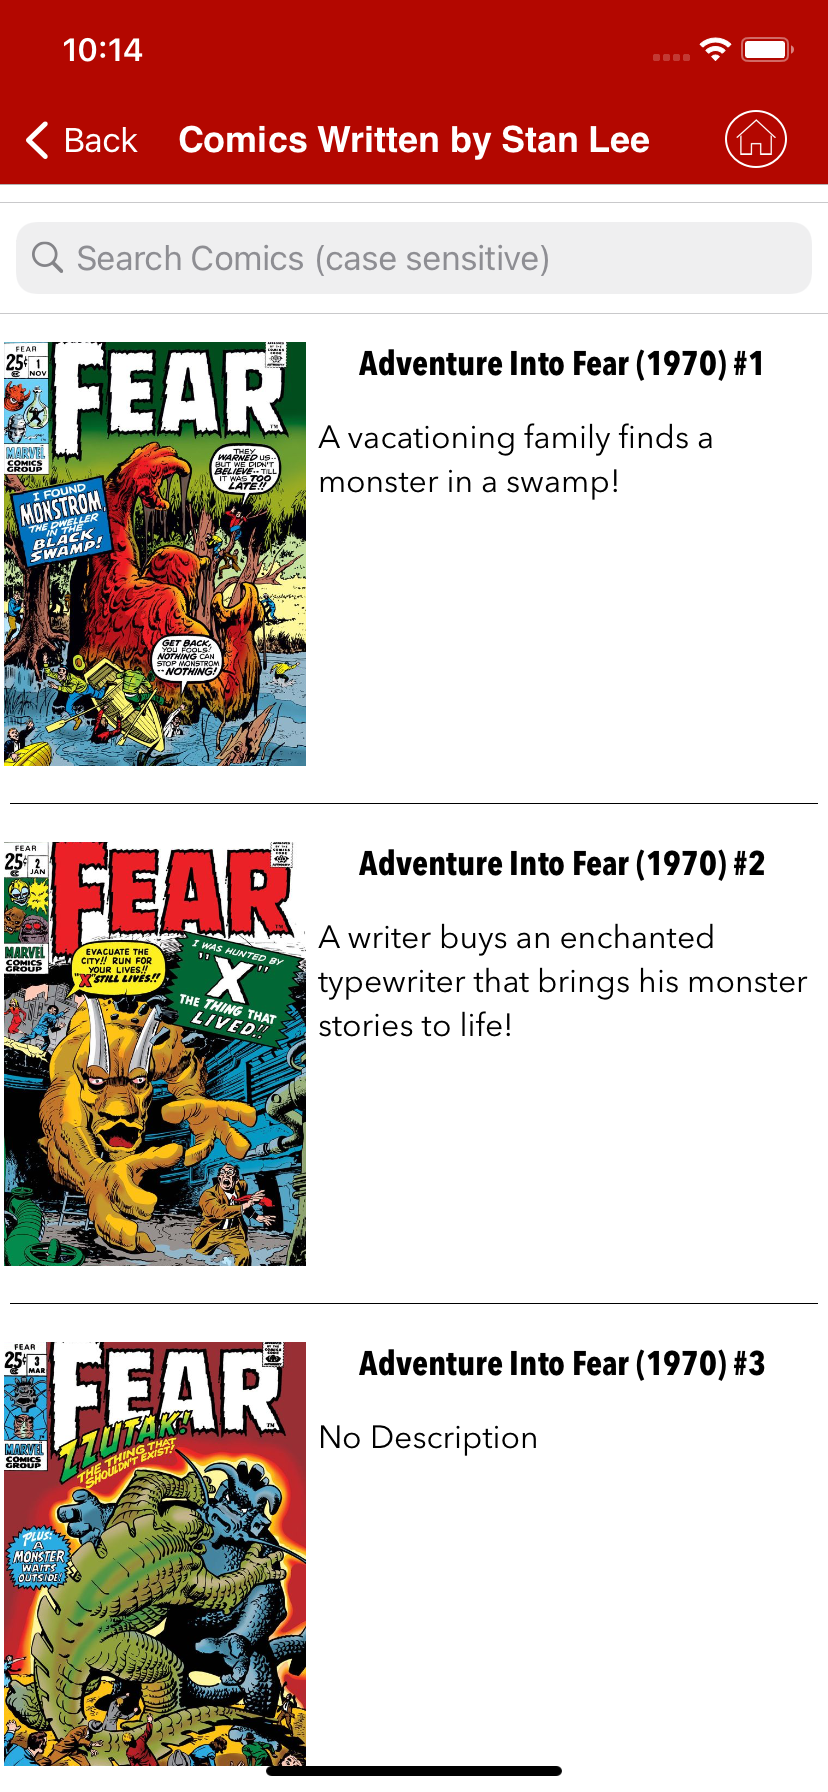 10:14
Back
Comics Written by Stan Lee
Search Comics (case sensitive)
FEAR
25¢
1
NOV
MARVEL
COMICS
GROUP
FEAR
THEY
WARNED US--
BUT WE DIDN'T
BELIEVE-- TILL
IT WAS TOO
LATE!!
I FOUND
MONSTROM,
THE DWELLER
IN THE
BLACK
SWAMP!
GET BACK,
YOU FOOLS!
NOTHING CAN
STOP MONSTROM
--NOTHING!
Adventure Into Fear (1970) #1
A vacationing family finds a
monster in a swamp!
FEAR
25¢
2
JAN
MARVEL
COMICS
GROUP
FEAR
EVACUATE THE
CITY!! RUN FOR
YOUR LIVES!!
"X" STILL LIVES!!
I WAS HUNTED BY
"X"
THE THING THAT
LIVED!!
Adventure Into Fear (1970) #2
A writer buys an enchanted
typewriter that brings his monster
stories to life!
FEAR
25¢
3
MAR
MARVEL
COMICS
GROUP
FEAR
ZZUTAK!
THE THING THAT
SHOULDN'T EXIST!
PLUS:
A
MONSTER
WAITS
OUTSIDE!
Adventure Into Fear (1970) #3
No Description